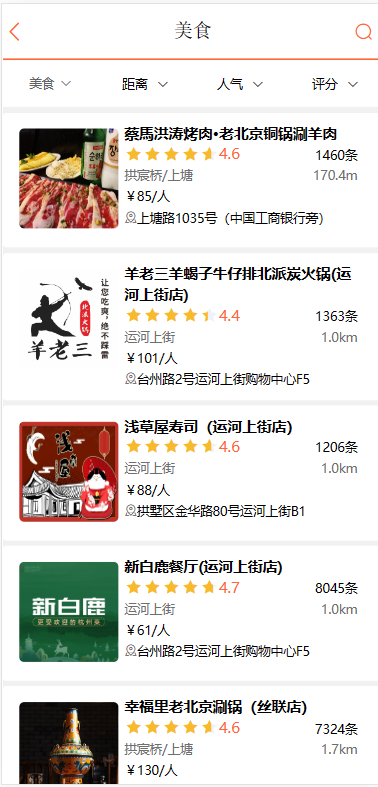 美食
美食 距离 人气 评分
蔡馬洪涛烤肉•老北京铜锅涮羊肉
4.6 1460条
拱宸桥/上塘 170.4m
￥85/人
上塘路1035号（中国工商银行旁）
让您吃爽，绝不踩雷
北派火锅
羊老三
羊老三羊蝎子牛仔排北派炭火锅(运
河上街店)
4.4 1363条
运河上街 1.0km
￥101/人
台州路2号运河上街购物中心F5
浅草屋
浅草屋寿司（运河上街店）
4.6 1206条
运河上街 1.0km
￥88/人
拱墅区金华路80号运河上街B1
新白鹿
更受欢迎的杭州菜
新白鹿餐厅(运河上街店)
4.7 8045条
运河上街 1.0km
￥61/人
台州路2号运河上街购物中心F5
幸福里老北京涮锅（丝联店）
4.6 7324条
拱宸桥/上塘 1.7km
￥130/人